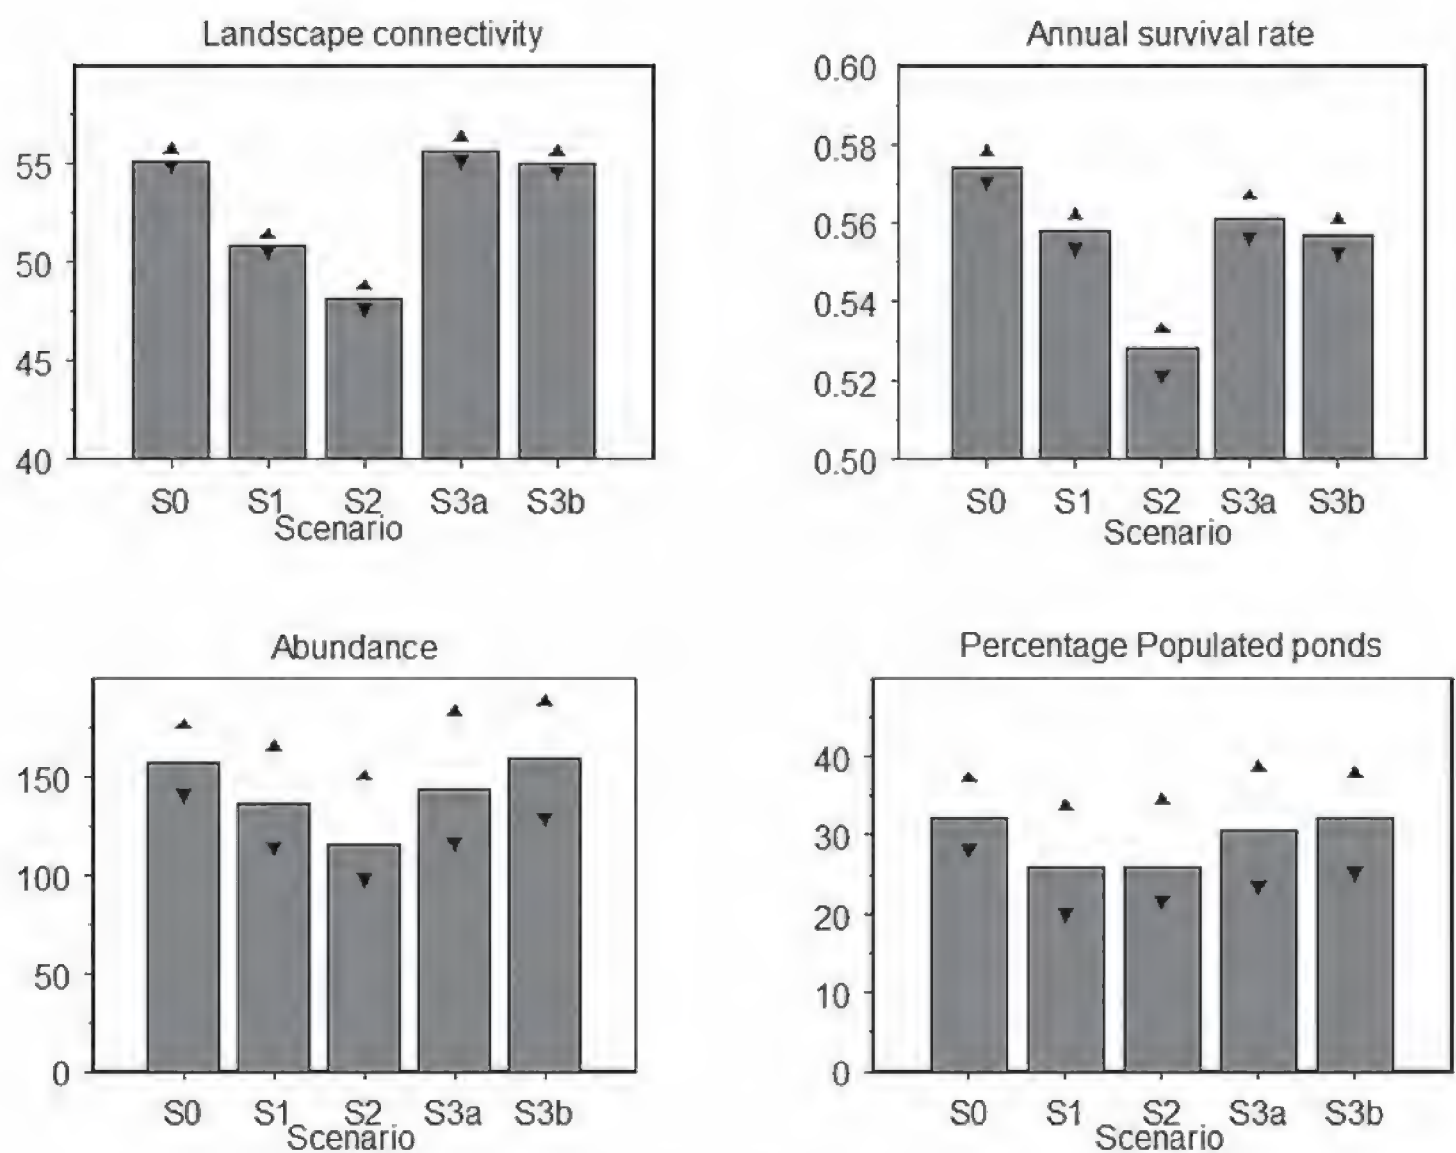 Landscape connectivity
55
50
45
40
S0 S1 S2 S3a S3b
Scenario
Annual survival rate
0.60
0.58
0.56
0.54
0.52
0.50
S0 S1 S2 S3a S3b
Scenario
Abundance
150
100
50
0
S0 S1 S2 S3a S3b
Scenario
Percentage Populated ponds
40
30
20
10
0
S0 S1 S2 S3a S3b
Scenario